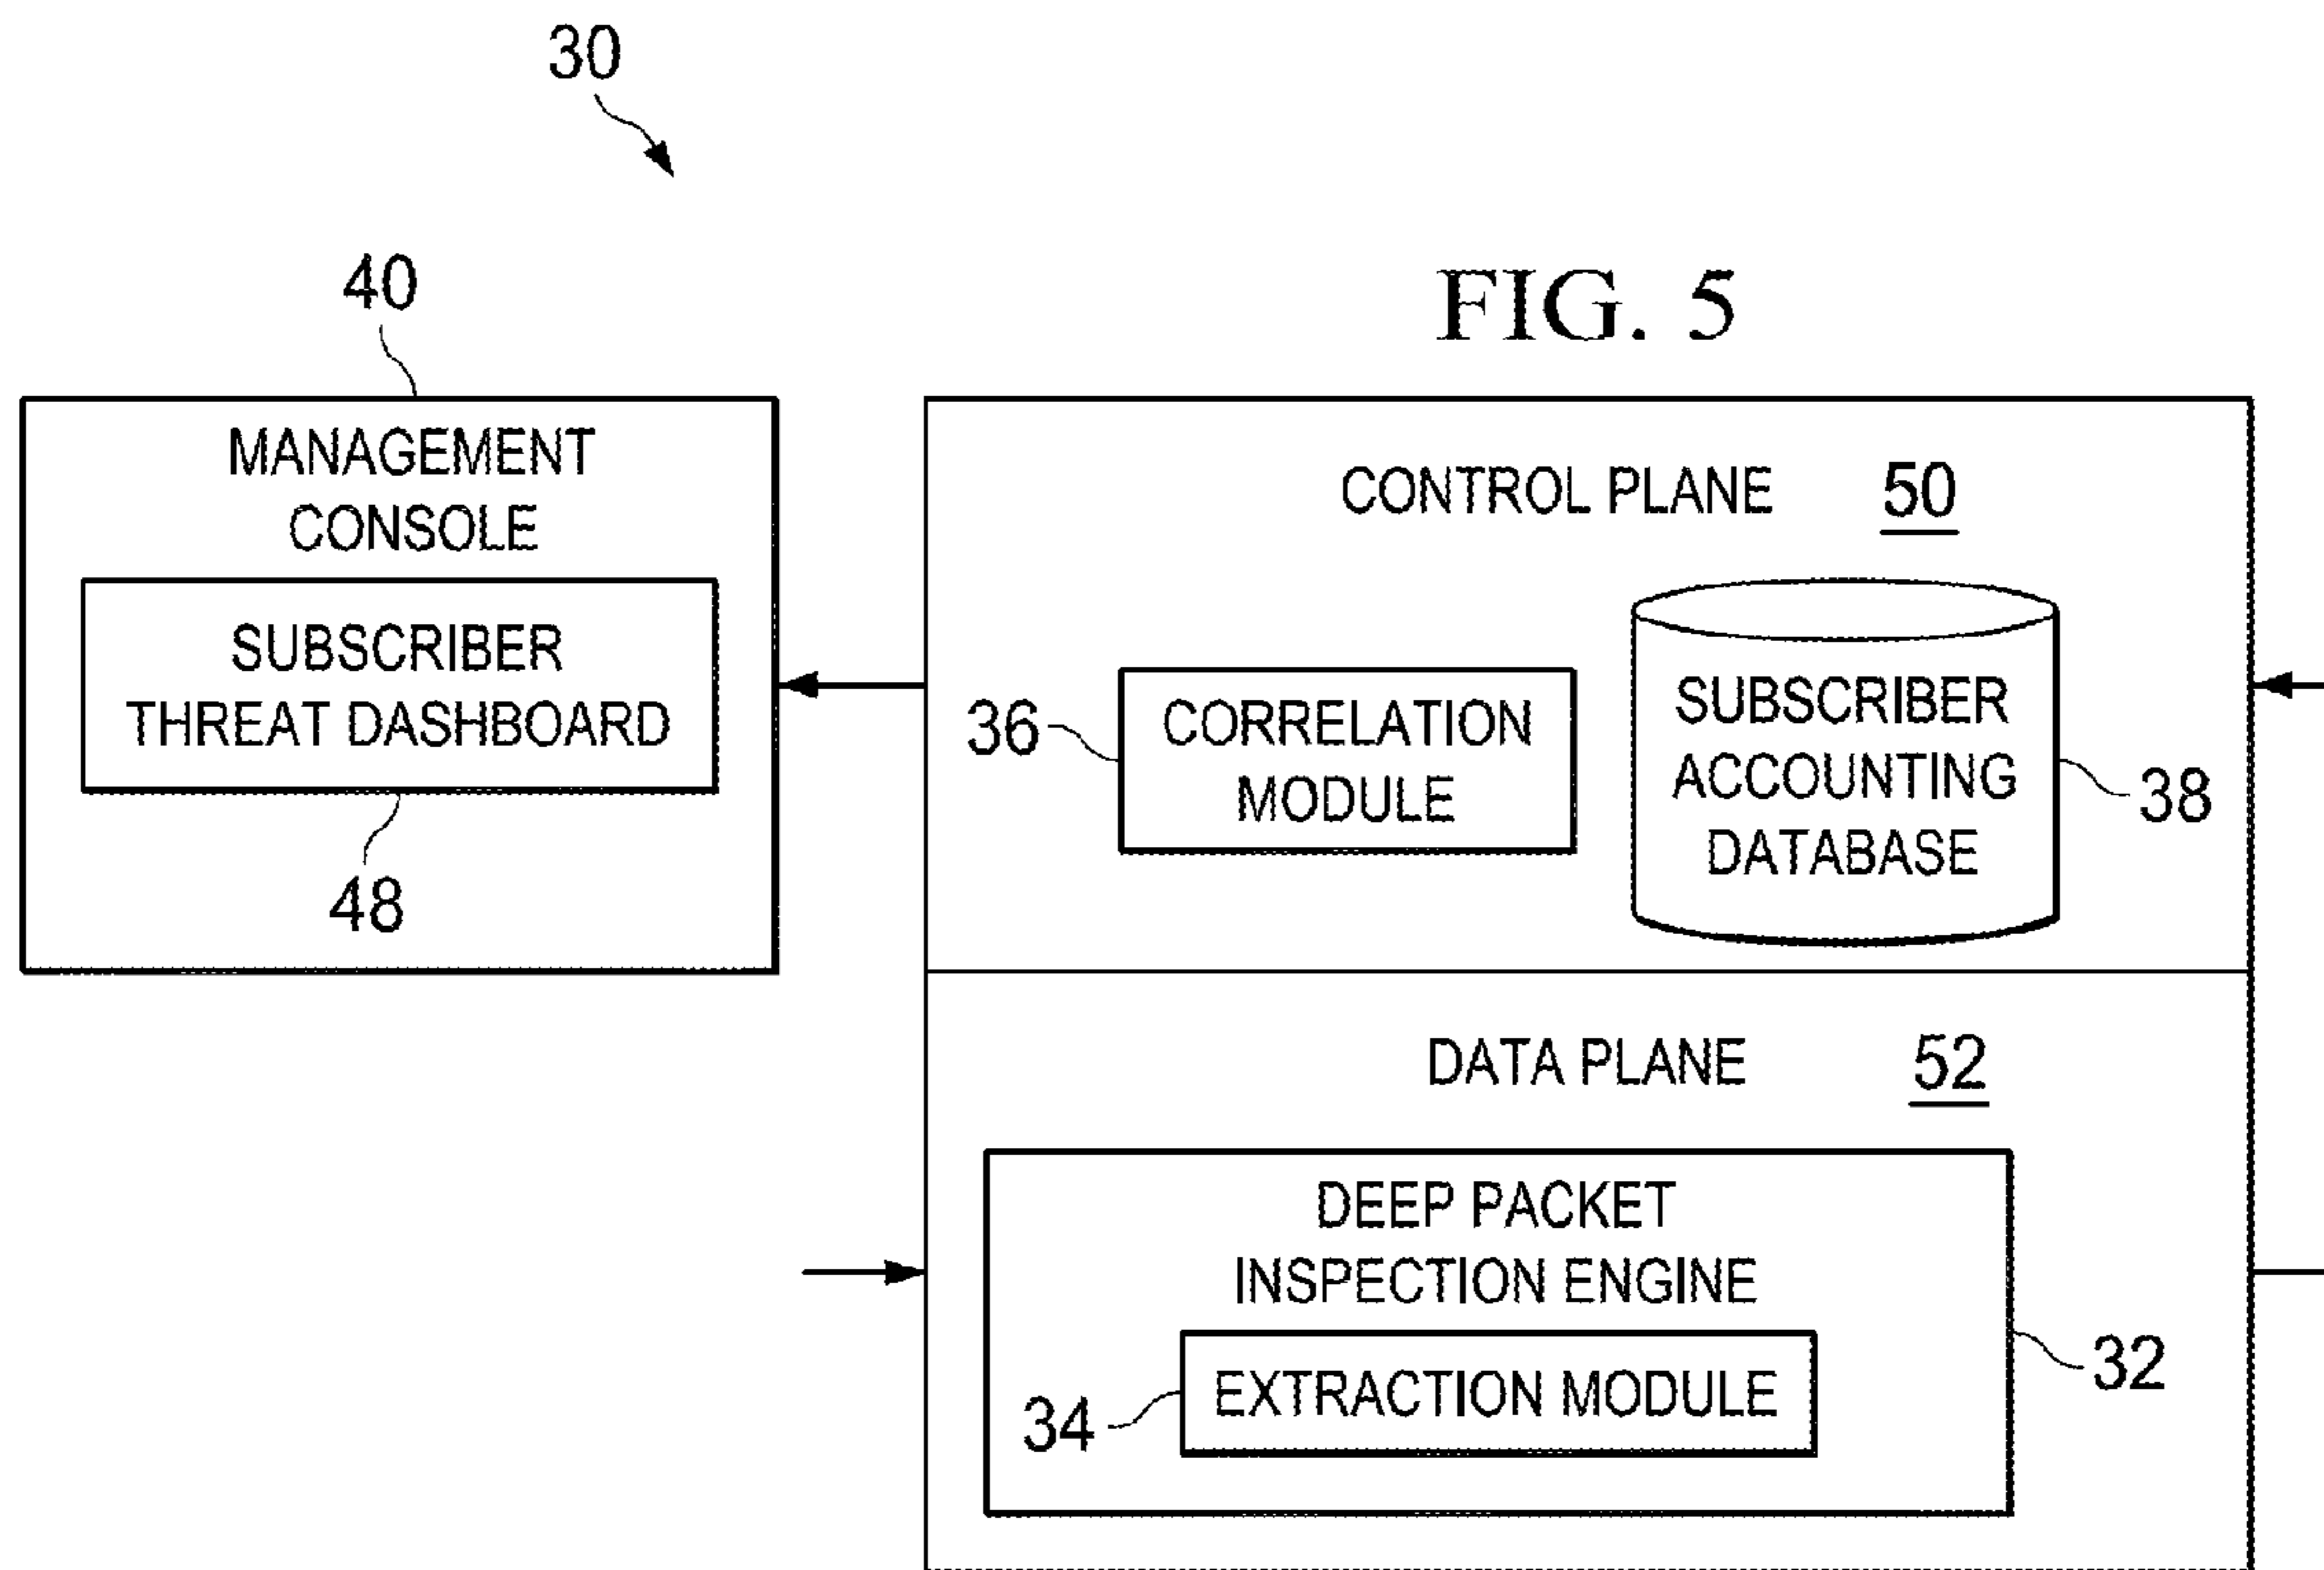 30
40
FIG. 5
MANAGEMENT
CONSOLE
SUBSCRIBER
THREAT DASHBOARD
48
CONTROL PLANE 50
36
CORRELATION
MODULE
SUBSCRIBER
ACCOUNTING
DATABASE
38
DATA PLANE 52
DEEP PACKET
INSPECTION ENGINE
32
34
EXTRACTION MODULE